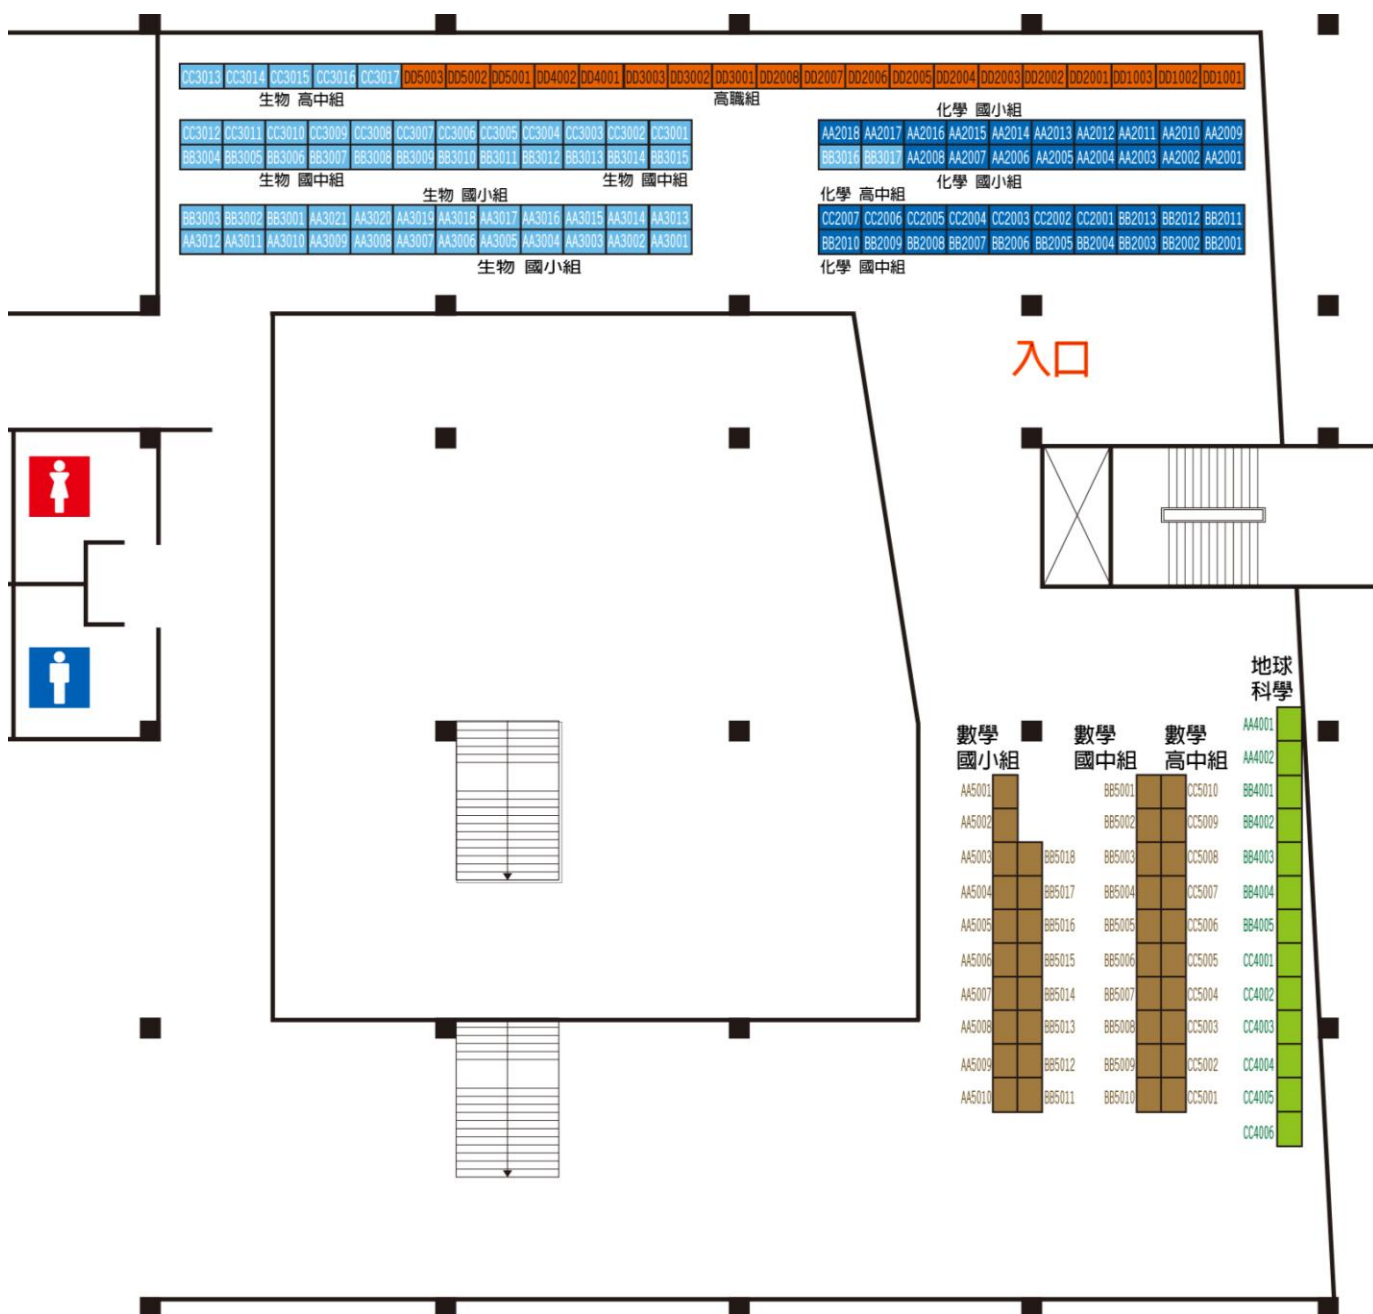 CC3013 CC3014 CC3015 CC3016 CC3017 DD5003 DD5002 DD5001 DD4002 DD4001 DD3003 DD3002 DD3001 DD2008 DD2007 DD2006 DD2005 DD2004 DD2003 DD2002 DD2001 DD1003 DD1002 DD1001
生物 高中組 高職組
化學 國小組
CC3012 CC3011 CC3010 CC3009 CC3008 CC3007 CC3006 CC3005 CC3004 CC3003 CC3002 CC3001 AA2018 AA2017 AA2016 AA2015 AA2014 AA2013 AA2012 AA2011 AA2010 AA2009
BB3004 BB3005 BB3006 BB3007 BB3008 BB3009 BB3010 BB3011 BB3012 BB3013 BB3014 BB3015 BB3016 BB3017 AA2008 AA2007 AA2006 AA2005 AA2004 AA2003 AA2002 AA2001
生物 國中組 生物 國中組 化學 國小組
生物 國小組 化學 高中組
BB3003 BB3002 BB3001 AA3021 AA3020 AA3019 AA3018 AA3017 AA3016 AA3015 AA3014 AA3013 CC2007 CC2006 CC2005 CC2004 CC2003 CC2002 CC2001 BB2013 BB2012 BB2011
AA3012 AA3011 AA3010 AA3009 AA3008 AA3007 AA3006 AA3005 AA3004 AA3003 AA3002 AA3001 BB2010 BB2009 BB2008 BB2007 BB2006 BB2005 BB2004 BB2003 BB2002 BB2001
生物 國小組 化學 國中組
入口
地球
科學
AA4001
數學 數學 數學
國小組 國中組 高中組 AA4002
AA5001 BB5001 CC5010 BB4001
AA5002 BB5002 CC5009 BB4002
AA5003 BB5018 BB5003 CC5008 BB4003
AA5004 BB5017 BB5004 CC5007 BB4004
AA5005 BB5016 BB5005 CC5006 BB4005
AA5006 BB5015 BB5006 CC5005 CC4001
AA5007 BB5014 BB5007 CC5004 CC4002
AA5008 BB5013 BB5008 CC5003 CC4003
AA5009 BB5012 BB5009 CC5002 CC4004
AA5010 BB5011 BB5010 CC5001 CC4005
CC4006